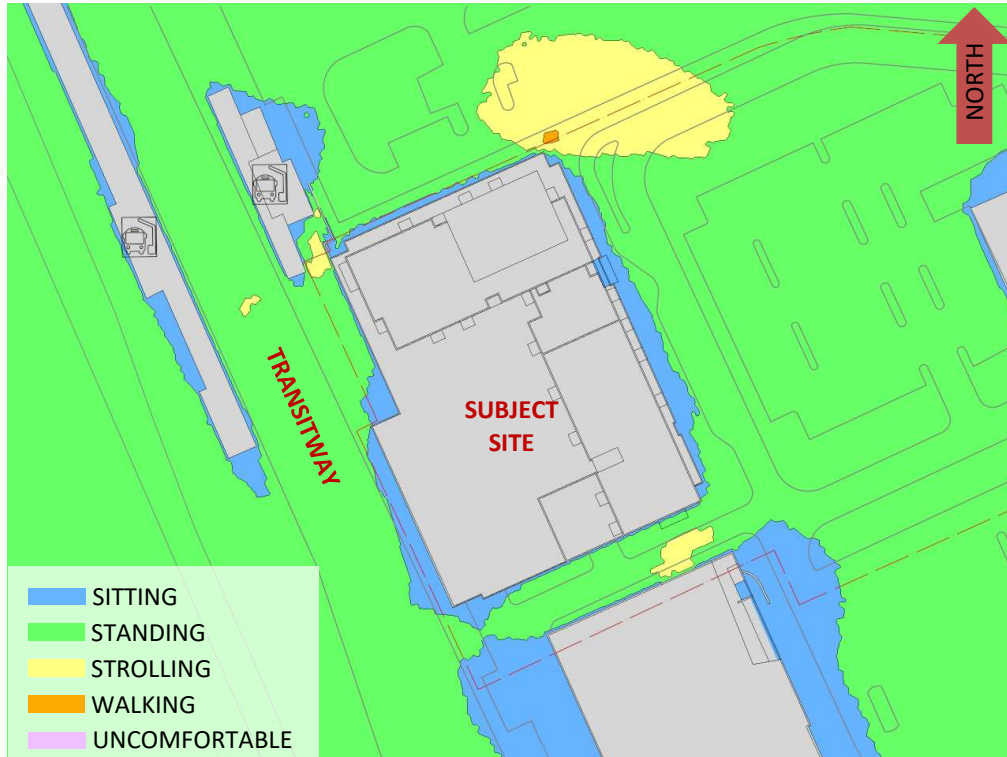 NORTH
TRANSITWAY
SUBJECT
SITE
SITTING
STANDING
STROLLING
WALKING
UNCOMFORTABLE